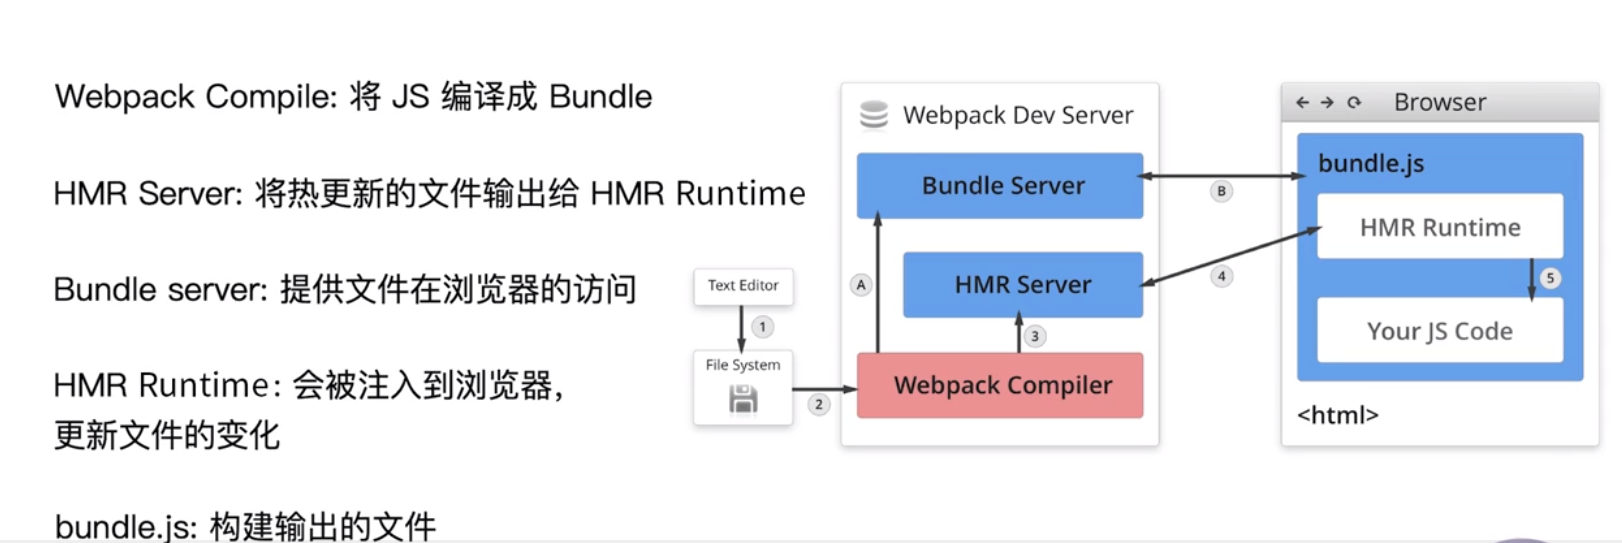 Webpack Compile: 将 JS 编译成 Bundle
HMR Server: 将热更新的文件输出给 HMR Runtime
Bundle server: 提供文件在浏览器的访问
HMR Runtime: 会被注入到浏览器，
更新文件的变化
bundle.js: 构建输出的文件
Text Editor
1
File System
2
Webpack Dev Server
Bundle Server
A
HMR Server
3
Webpack Compiler
B
4
Browser
bundle.js
HMR Runtime
5
Your JS Code
<html>